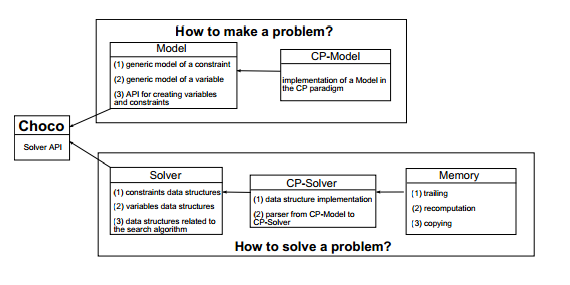 How to make a problem?
Model
(1) generic model of a constraint
(2) generic model of a variable
(3) API for creating variables
and constraints
CP-Model
implementation of a Model in
the CP paradigm
Choco
Solver API
Solver
(1) constraints data structures
(2) variables data structures
(3) data structures related to
the search algorithm
CP-Solver
(1) data structure implementation
(2) parser from CP-Model to
CP-Solver
Memory
(1) trailing
(2) recomputation
(3) copying
How to solve a problem?